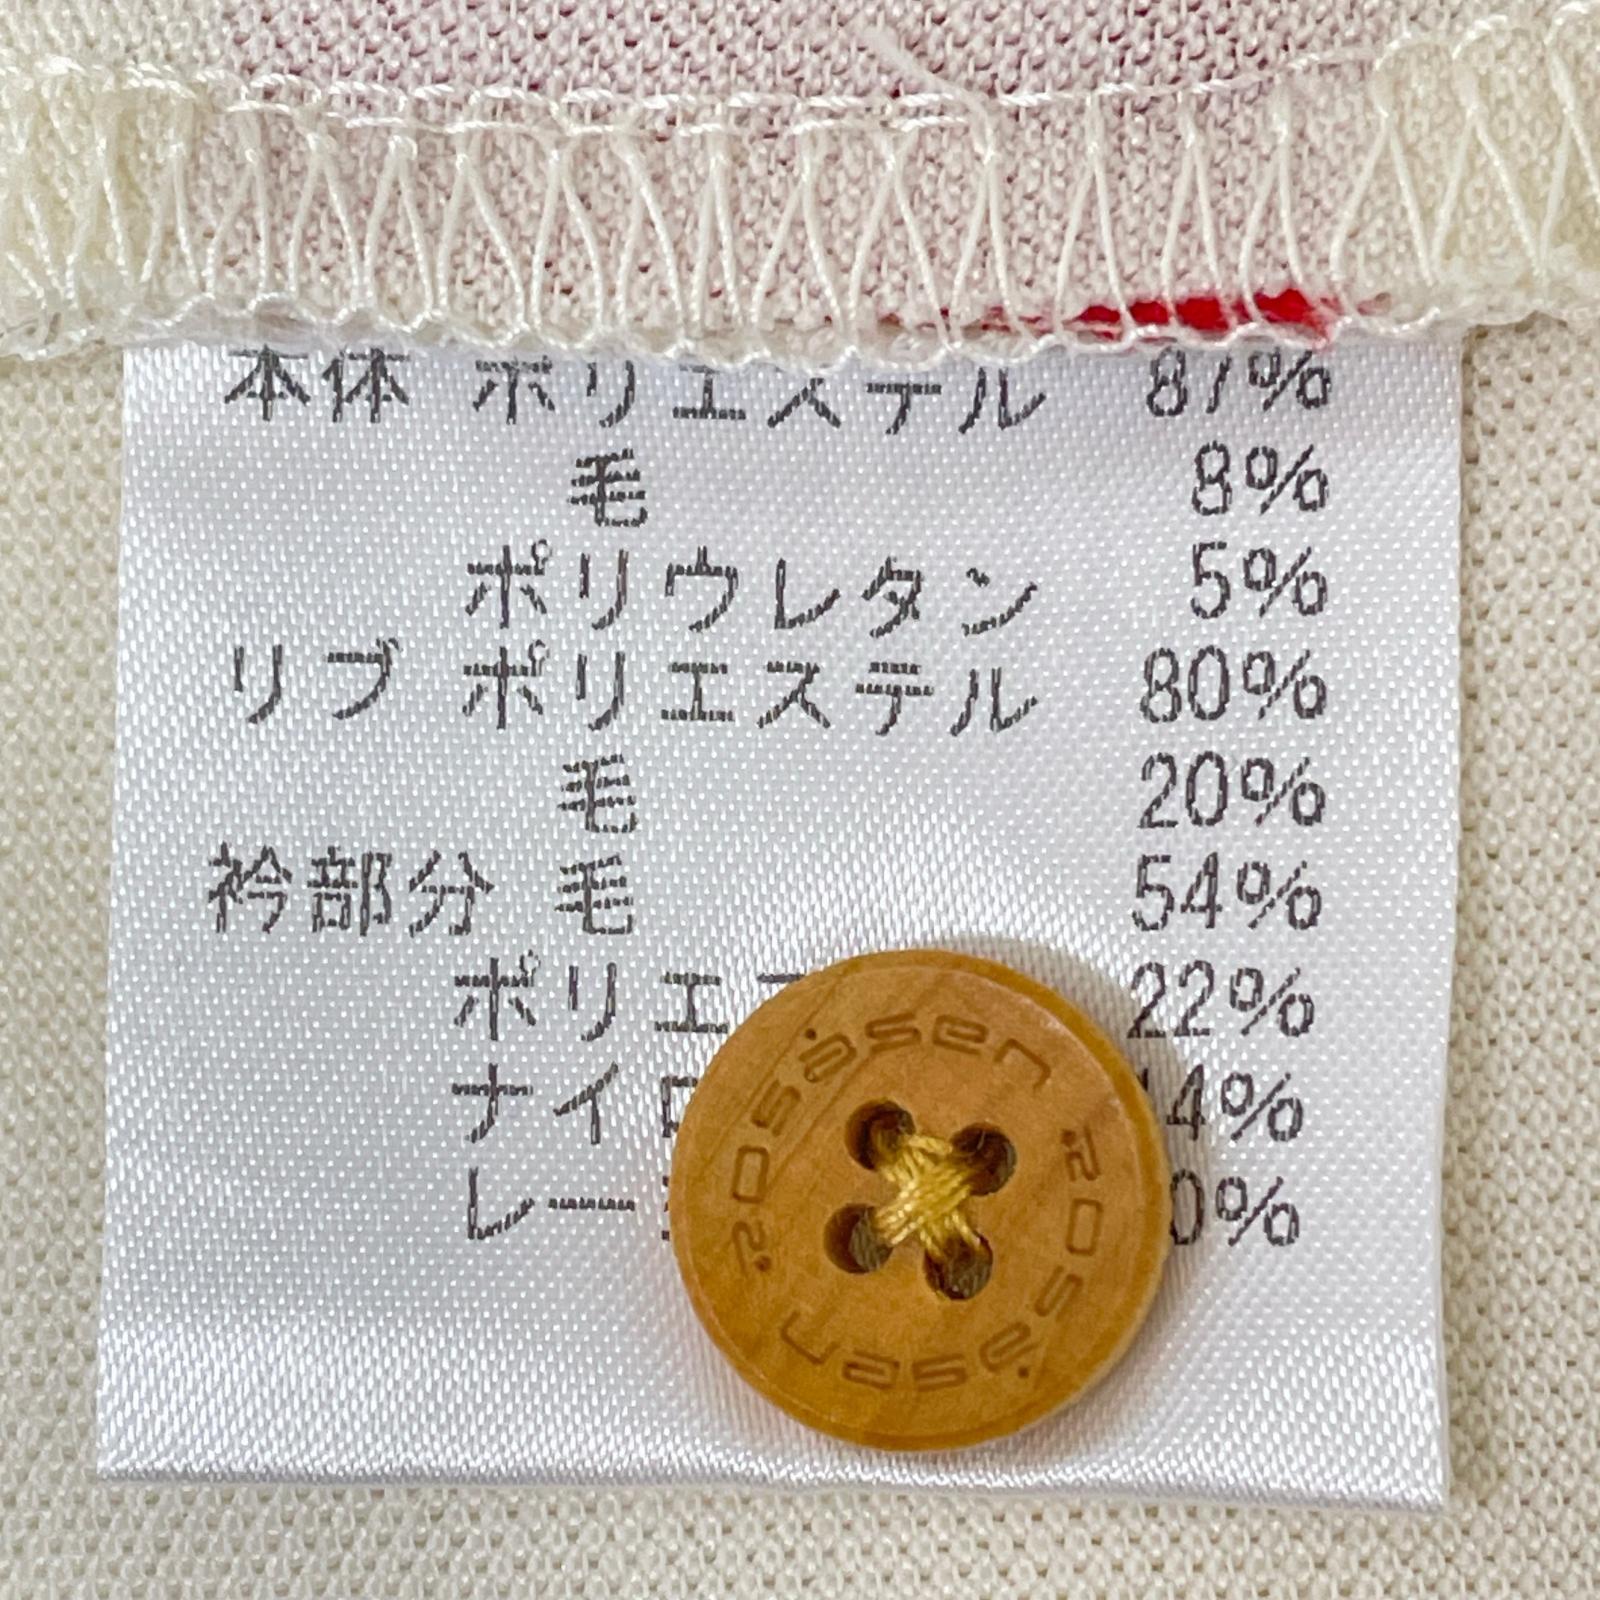 本体 ポリエステル 87%
毛 8%
ポリウレタン 5%
リブ ポリエステル 80%
毛 20%
衿部分 毛 54%
ポリエ 22%
ナイロ 4%
レー 0%
rosasen
rosasen